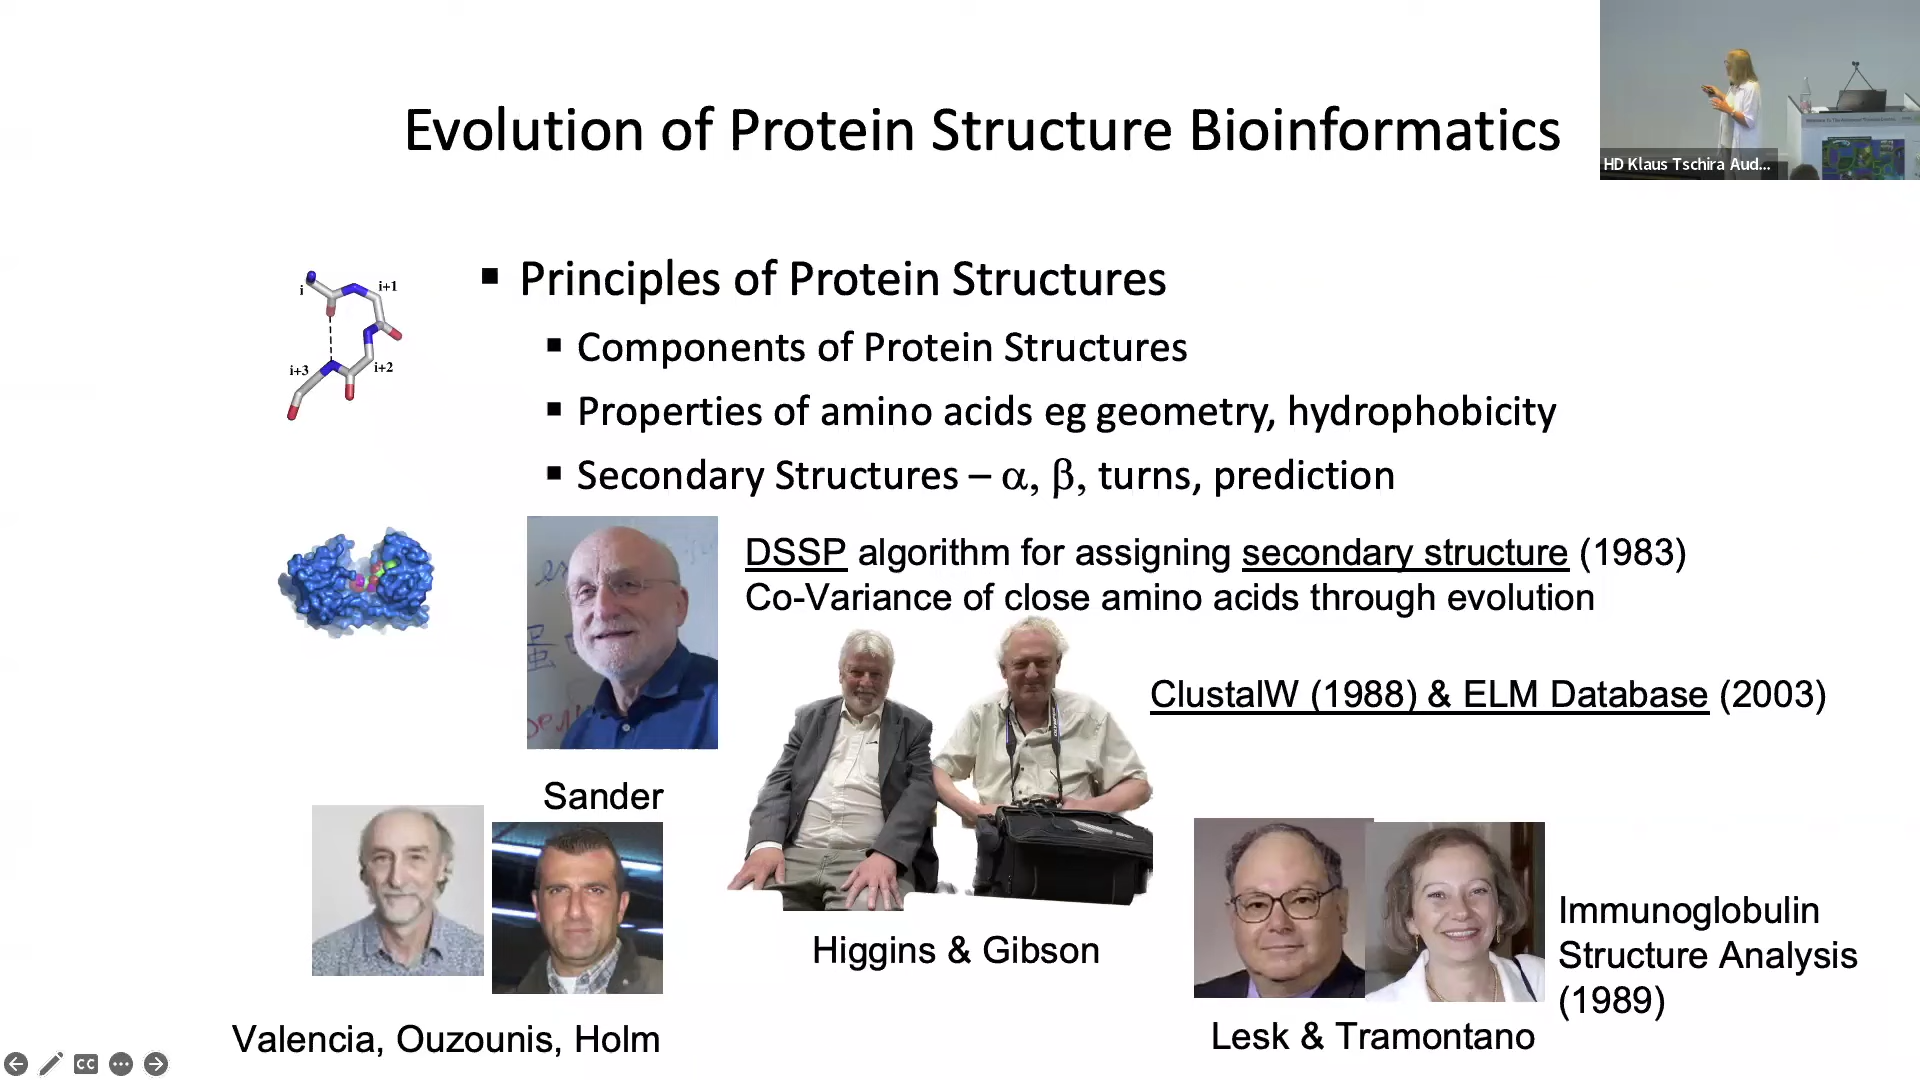 Evolution of Protein Structure Bioinformatics
HD Klaus Tschira Aud...
i
i+1
i+3
i+2
▪ Principles of Protein Structures
▪ Components of Protein Structures
▪ Properties of amino acids eg geometry, hydrophobicity
▪ Secondary Structures – α, β, turns, prediction
DSSP algorithm for assigning secondary structure (1983)
Co-Variance of close amino acids through evolution
ClustalW (1988) & ELM Database (2003)
Sander
Higgins & Gibson
Immunoglobulin
Structure Analysis
(1989)
Valencia, Ouzounis, Holm
Lesk & Tramontano
CC